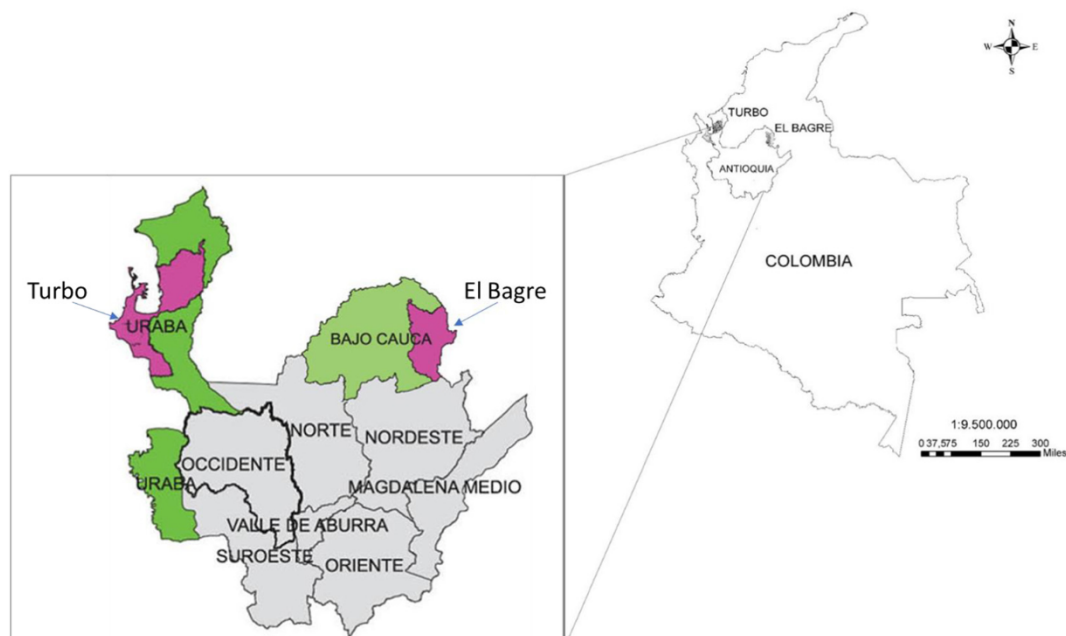 Turbo
El Bagre
URABA
BAJO CAUCA
NORTE
NORDESTE
OCCIDENTE
URABA
MAGDALENA MEDIO
VALLE DE ABURRA
SUROESTE
ORIENTE
N
W E
S
TURBO
EL BAGRE
ANTIOQUIA
COLOMBIA
1:9.500.000
0 37,575 150 225 300
Miles